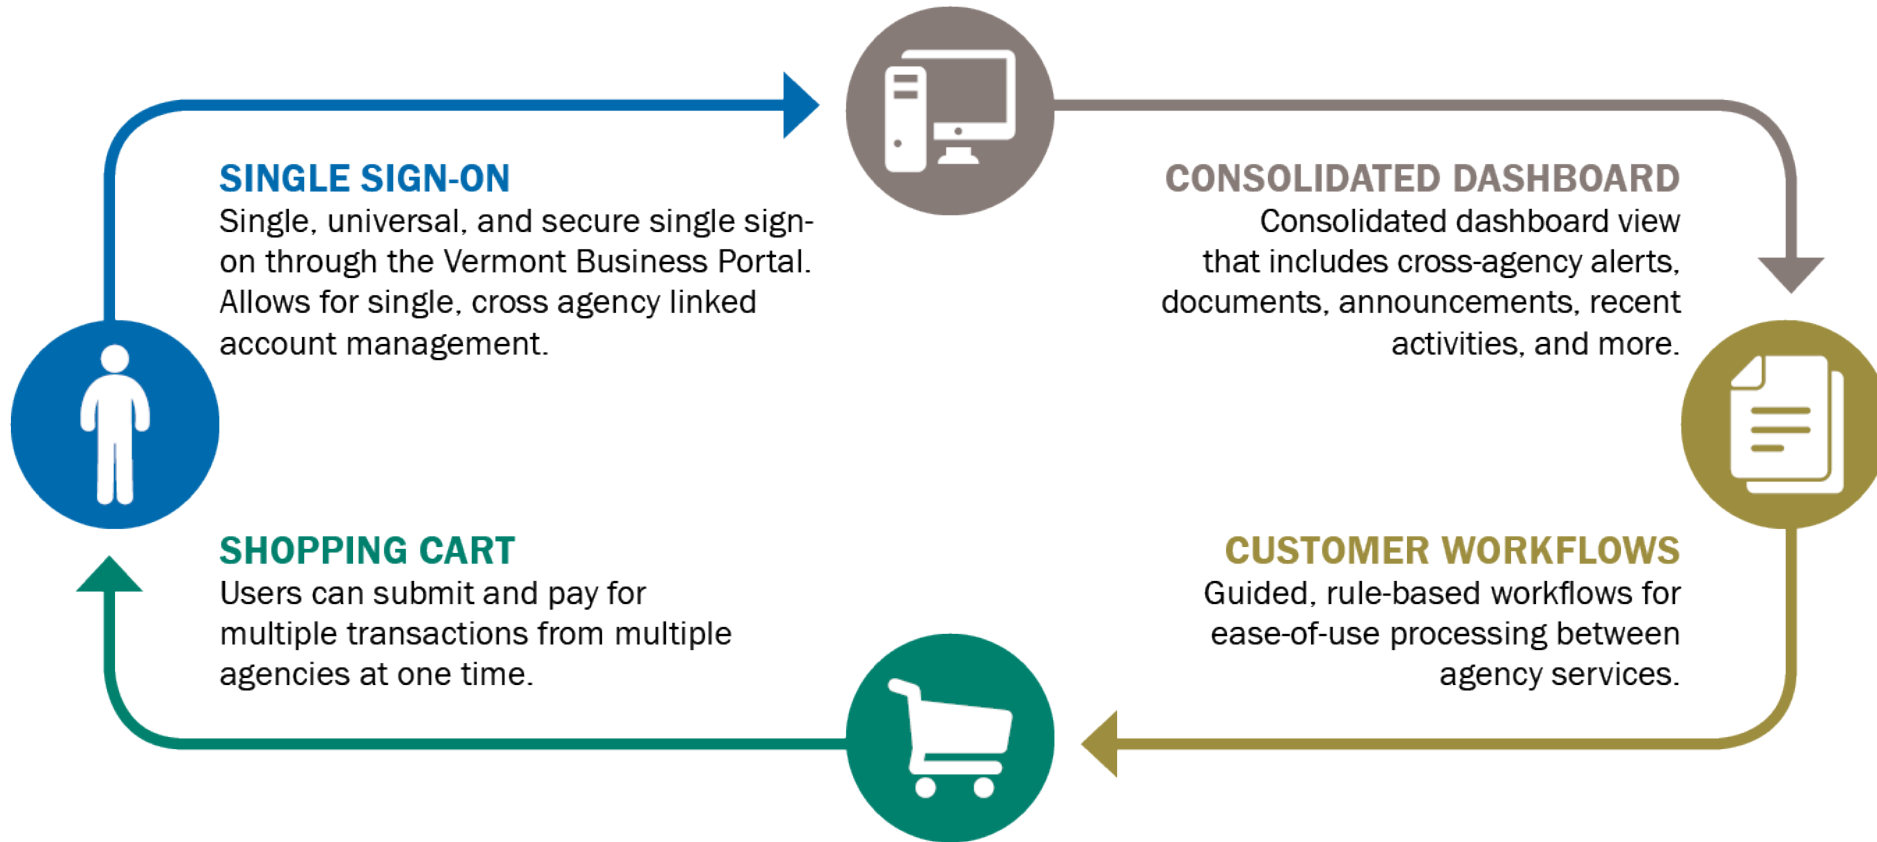 SINGLE SIGN-ON
Single, universal, and secure single sign-
on through the Vermont Business Portal.
Allows for single, cross agency linked
account management.
CONSOLIDATED DASHBOARD
Consolidated dashboard view
that includes cross-agency alerts,
documents, announcements, recent
activities, and more.
SHOPPING CART
Users can submit and pay for
multiple transactions from multiple
agencies at one time.
CUSTOMER WORKFLOWS
Guided, rule-based workflows for
ease-of-use processing between
agency services.